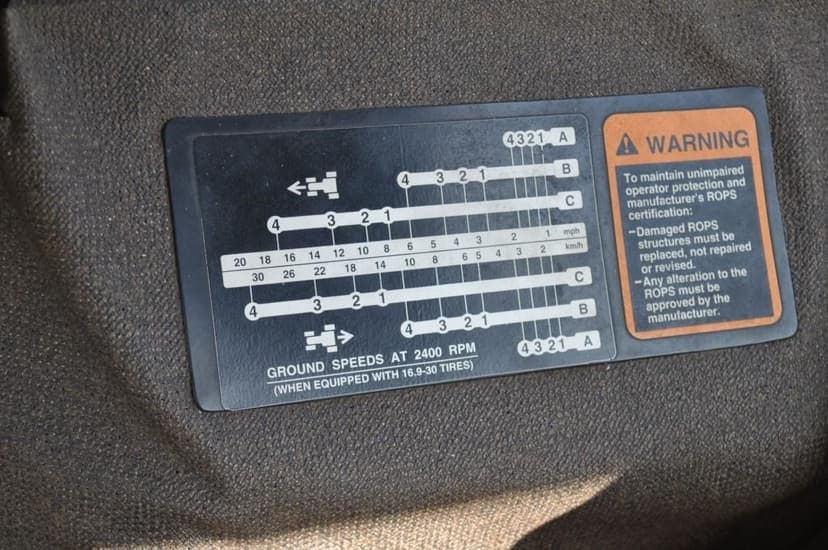 4 3 2 1 A
4 3 2 1 B
4 3 2 1 C
20 18 16 14 12 10 8 6 5 4 3 2 1 mph
30 26 22 18 14 10 8 6 5 4 3 2 km/h
4 3 2 1 C
4 3 2 1 B
4 3 2 1 A
GROUND SPEEDS AT 2400 RPM
(WHEN EQUIPPED WITH 16.9-30 TIRES)
WARNING
To maintain unimpaired
operator protection and
manufacturer's ROPS
certification:
-Damaged ROPS
structures must be
replaced, not repaired
or revised.
-Any alteration to the
ROPS must be
approved by the
manufacturer.